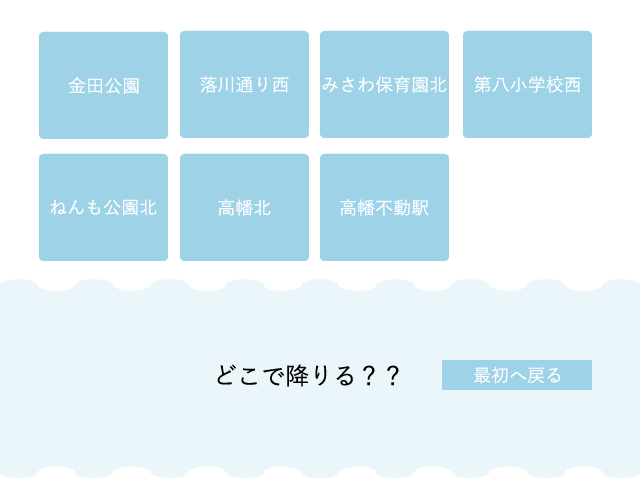 金田公園
落川通り西
みさわ保育園北
第八小学校西
ねんも公園北
高幡北
高幡不動駅
どこで降りる？？
最初へ戻る